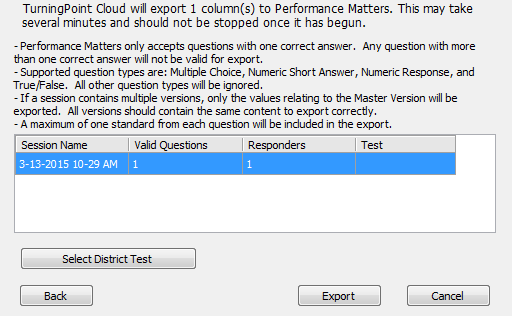 TurningPoint Cloud will export 1 column(s) to Performance Matters. This may take
several minutes and should not be stopped once it has begun.
- Performance Matters only accepts questions with one correct answer.  Any question with more
than one correct answer will not be valid for export.
- Supported question types are: Multiple Choice, Numeric Short Answer, Numeric Response, and
True/False.  All other question types will be ignored.
- If a session contains multiple versions, only the values relating to the Master Version will be
exported.  All versions should contain the same content to export correctly.
- A maximum of one standard from each question will be included in the export.
Session Name Valid Questions Responders Test
3-13-2015 10-29 AM 1 1
Select District Test
Back Export Cancel